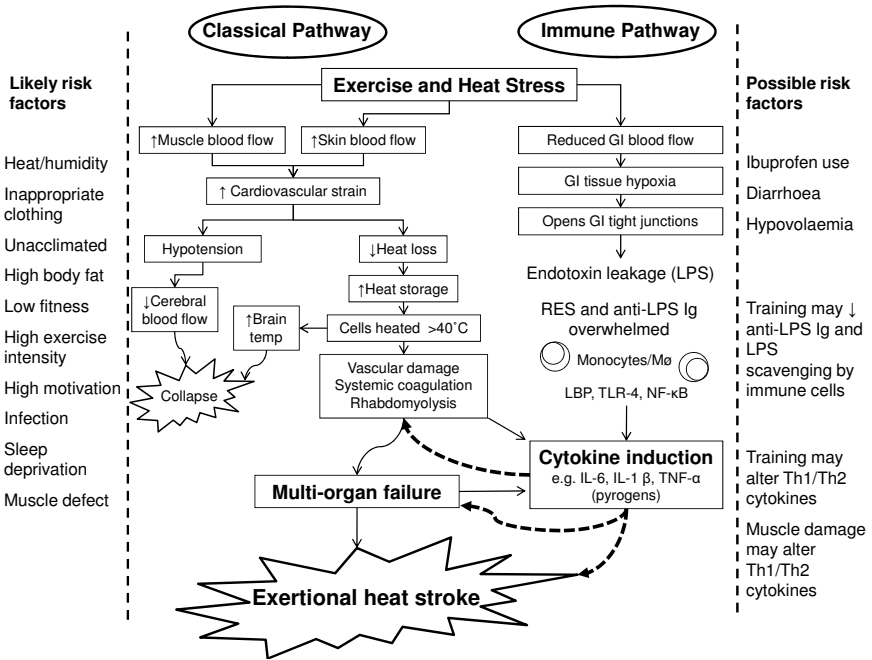 Classical Pathway
Immune Pathway
Likely risk
factors
Exercise and Heat Stress
Possible risk
factors
↑Muscle blood flow
↑Skin blood flow
Reduced GI blood flow
Heat/humidity
Ibuprofen use
↑ Cardiovascular strain
GI tissue hypoxia
Inappropriate
clothing
Diarrhoea
Opens GI tight junctions
Hypovolaemia
Unacclimated
Hypotension
↓Heat loss
High body fat
Endotoxin leakage (LPS)
↑Heat storage
Low fitness
↓Cerebral
blood flow
↑Brain
temp
Cells heated >40˚C
RES and anti-LPS Ig
overwhelmed
Training may ↓
anti-LPS Ig and
LPS
scavenging by
immune cells
High exercise
intensity
Monocytes/Mø
High motivation
Collapse
Vascular damage
Systemic coagulation
Rhabdomyolysis
LBP, TLR-4, NF-κB
Infection
Sleep
deprivation
Cytokine induction
e.g. IL-6, IL-1 β, TNF-α
(pyrogens)
Training may
alter Th1/Th2
cytokines
Muscle defect
Multi-organ failure
Muscle damage
may alter
Th1/Th2
cytokines
Exertional heat stroke